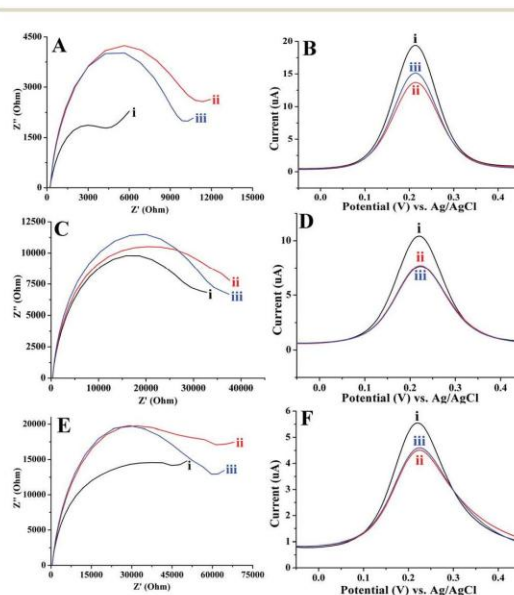 A
4500
3000
1500
0
Z'' (Ohm)
i
ii
iii
0 3000 6000 9000 12000 15000
Z' (Ohm)
B
20
15
10
5
0
Current (uA)
i
iii
ii
0.0 0.1 0.2 0.3 0.4
Potential (V) vs. Ag/AgCl
C
12500
10000
7500
5000
2500
0
Z'' (Ohm)
ii
i
iii
0 10000 20000 30000 40000
Z' (Ohm)
D
10
5
0
Current (uA)
i
ii
iii
0.0 0.1 0.2 0.3 0.4
Potential (V) vs. Ag/AgCl
E
20000
15000
10000
5000
0
Z'' (Ohm)
ii
i
iii
0 15000 30000 45000 60000 75000
Z' (Ohm)
F
6
5
4
3
2
1
0
Current (uA)
i
iii
ii
0.0 0.1 0.2 0.3 0.4
Potential (V) vs. Ag/AgCl